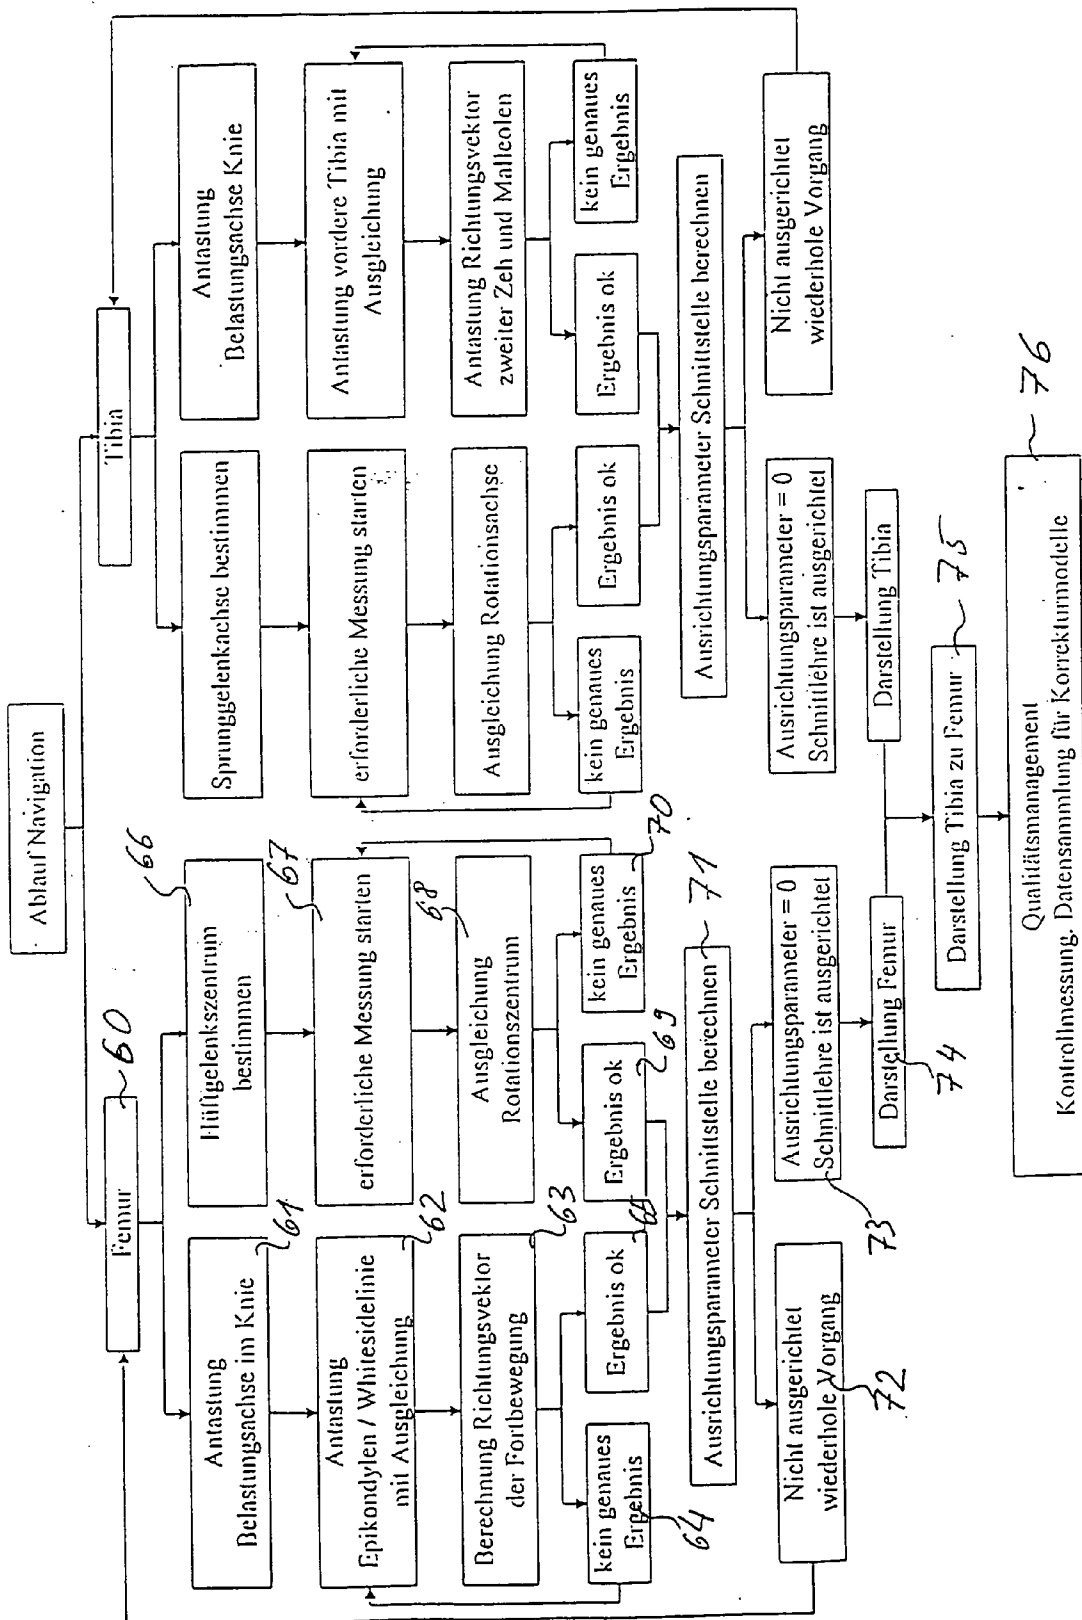 Ablauf Navigation
Femur
60
Tibia
Antastung
Belastungsachse im Knie
61
Hüftgelenkszentrum
bestimmen
66
Sprunggelenkachse bestimmen
Antastung
Belastungsachse Knie
Antastung
Epikondylen / Whitesidelinie
mit Ausgleichung
62
erforderliche Messung starten
67
erforderliche Messung starten
Antastung vordere Tibia mit
Ausgleichung
Berechnung Richtungsvektor
der Fortbewegung
63
Ausgleichung
Rotationszentrum
68
Ausgleichung Rotationsachse
Antastung Richtungsvektor
zweiter Zeh und Malleolen
kein genaues
Ergebnis
64
Ergebnis ok
65
Ergebnis ok
69
kein genaues
Ergebnis
70
kein genaues
Ergebnis
Ergebnis ok
Ergebnis ok
kein genaues
Ergebnis
Ausrichtungsparameter Schnittstelle berechnen
71
Ausrichtungsparameter Schnittstelle berechnen
Nicht ausgerichtet
wiederhole Vorgang
72
Ausrichtungsparameter = 0
Schnittlehre ist ausgerichtet
73
Ausrichtungsparameter = 0
Schnittlehre ist ausgerichtet
Nicht ausgerichtet
wiederhole Vorgang
Darstellung Femur
74
Darstellung Tibia
Darstellung Tibia zu Femur
75
Qualitätsmanagement
Kontrollmessung. Datensammlung für Korrekturmodelle
76